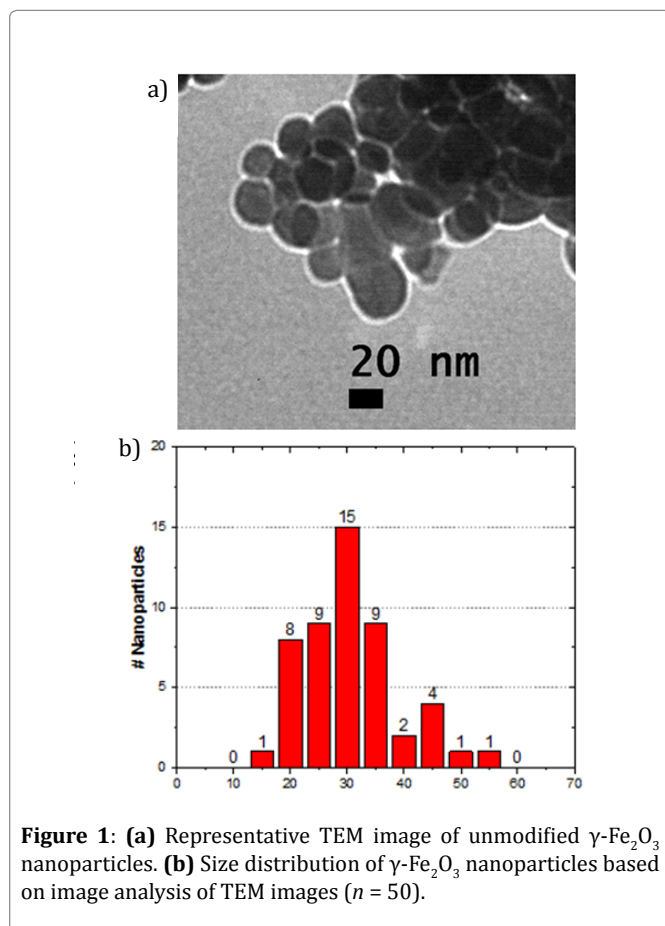 a)
20 nm
b)
# Nanoparticles
20
15
10
5
0
0
1
8
9
15
9
2
4
1
1
0
0 10 20 30 40 50 60 70
Figure 1: (a) Representative TEM image of unmodified γ-Fe₂O₃
nanoparticles. (b) Size distribution of γ-Fe₂O₃ nanoparticles based
on image analysis of TEM images (n = 50).